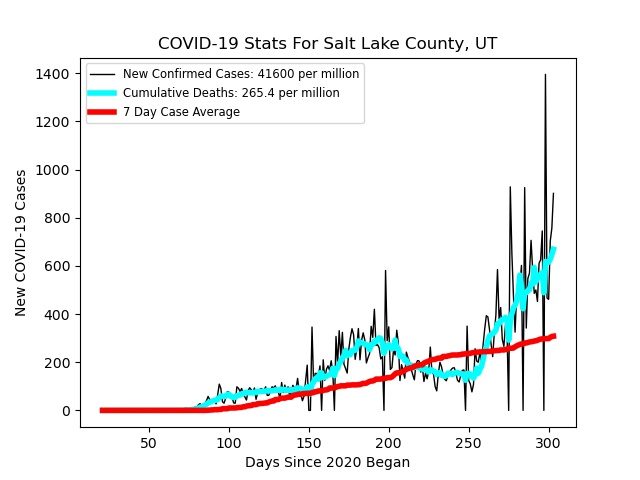 COVID-19 Stats For Salt Lake County, UT
New Confirmed Cases: 41600 per million
Cumulative Deaths: 265.4 per million
7 Day Case Average
New COVID-19 Cases
1400
1200
1000
800
600
400
200
0
50 100 150 200 250 300
Days Since 2020 Began